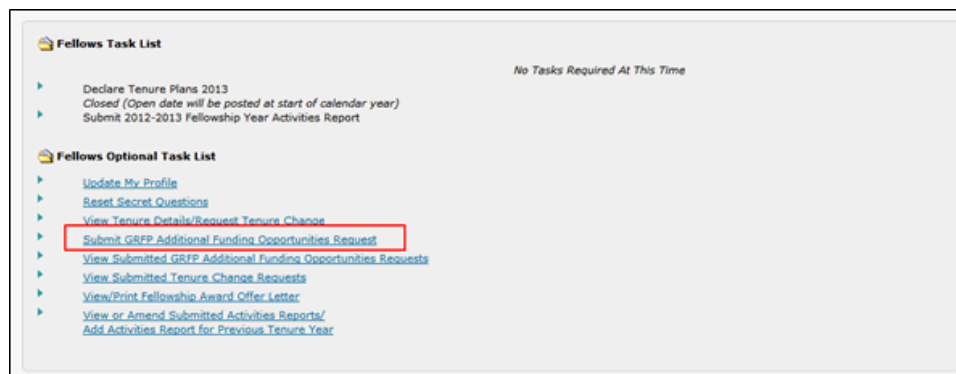 Fellows Task List
No Tasks Required At This Time
Declare Tenure Plans 2013
Closed (Open date will be posted at start of calendar year)
Submit 2012-2013 Fellowship Year Activities Report
Fellows Optional Task List
Update My Profile
Reset Secret Questions
View Tenure Details/Request Tenure Change
Submit GRFP Additional Funding Opportunities Request
View Submitted GRFP Additional Funding Opportunities Requests
View Submitted Tenure Change Requests
View/Print Fellowship Award Offer Letter
View or Amend Submitted Activities Reports/
Add Activities Report for Previous Tenure Year